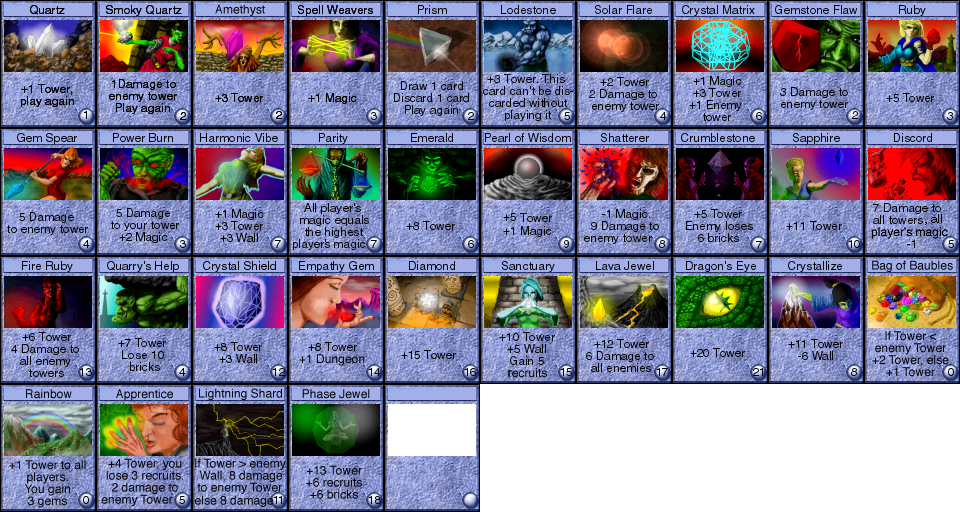 Quartz
+1 Tower,
play again
1
Smoky Quartz
1Damage to
enemy tower
Play again
2
Amethyst
+3 Tower
2
Spell Weavers
+1 Magic
3
Prism
Draw 1 card
Discard 1 card
Play again
2
Lodestone
+3 Tower. This
card can't be dis-
carded without
playing it
5
Solar Flare
+2 Tower
2 Damage to
enemy tower
4
Crystal Matrix
+1 Magic
+3 Tower
+1 Enemy
tower
6
Gemstone Flaw
3 Damage to
enemy tower
2
Ruby
+5 Tower
3
Gem Spear
5 Damage
to enemy tower
4
Power Burn
5 Damage
to your tower
+2 Magic
3
Harmonic Vibe
+1 Magic
+3 Tower
+3 Wall
7
Parity
All player's
magic equals
the highest
player's magic
7
Emerald
+8 Tower
6
Pearl of Wisdom
+5 Tower
+1 Magic
9
Shatterer
-1 Magic.
9 Damage to
enemy tower
8
Crumblestone
+5 Tower
Enemy loses
6 bricks
7
Sapphire
+11 Tower
10
Discord
7 Damage to
all towers, all
player's magic
-1
5
Fire Ruby
+6 Tower
4 Damage to
all enemy
towers
13
Quarry's Help
+7 Tower
Lose 10
bricks
4
Crystal Shield
+8 Tower
+3 Wall
12
Empathy Gem
+8 Tower
+1 Dungeon
14
Diamond
+15 Tower
16
Sanctuary
+10 Tower
+5 Wall
Gain 5
recruits
15
Lava Jewel
+12 Tower
6 Damage to
all enemies
17
Dragon's Eye
+20 Tower
21
Crystallize
+11 Tower
-6 Wall
8
Bag of Baubles
If Tower <
enemy Tower
+2 Tower, else
+1 Tower
0
Rainbow
+1 Tower to all
players.
You gain
3 gems
0
Apprentice
+4 Tower, you
lose 3 recruits
2 damage to
enemy Tower
5
Lightning Shard
If Tower > enemy
Wall, 8 damage
to enemy Tower
else 8 damage
11
Phase Jewel
+13 Tower
+6 recruits
+6 bricks
18